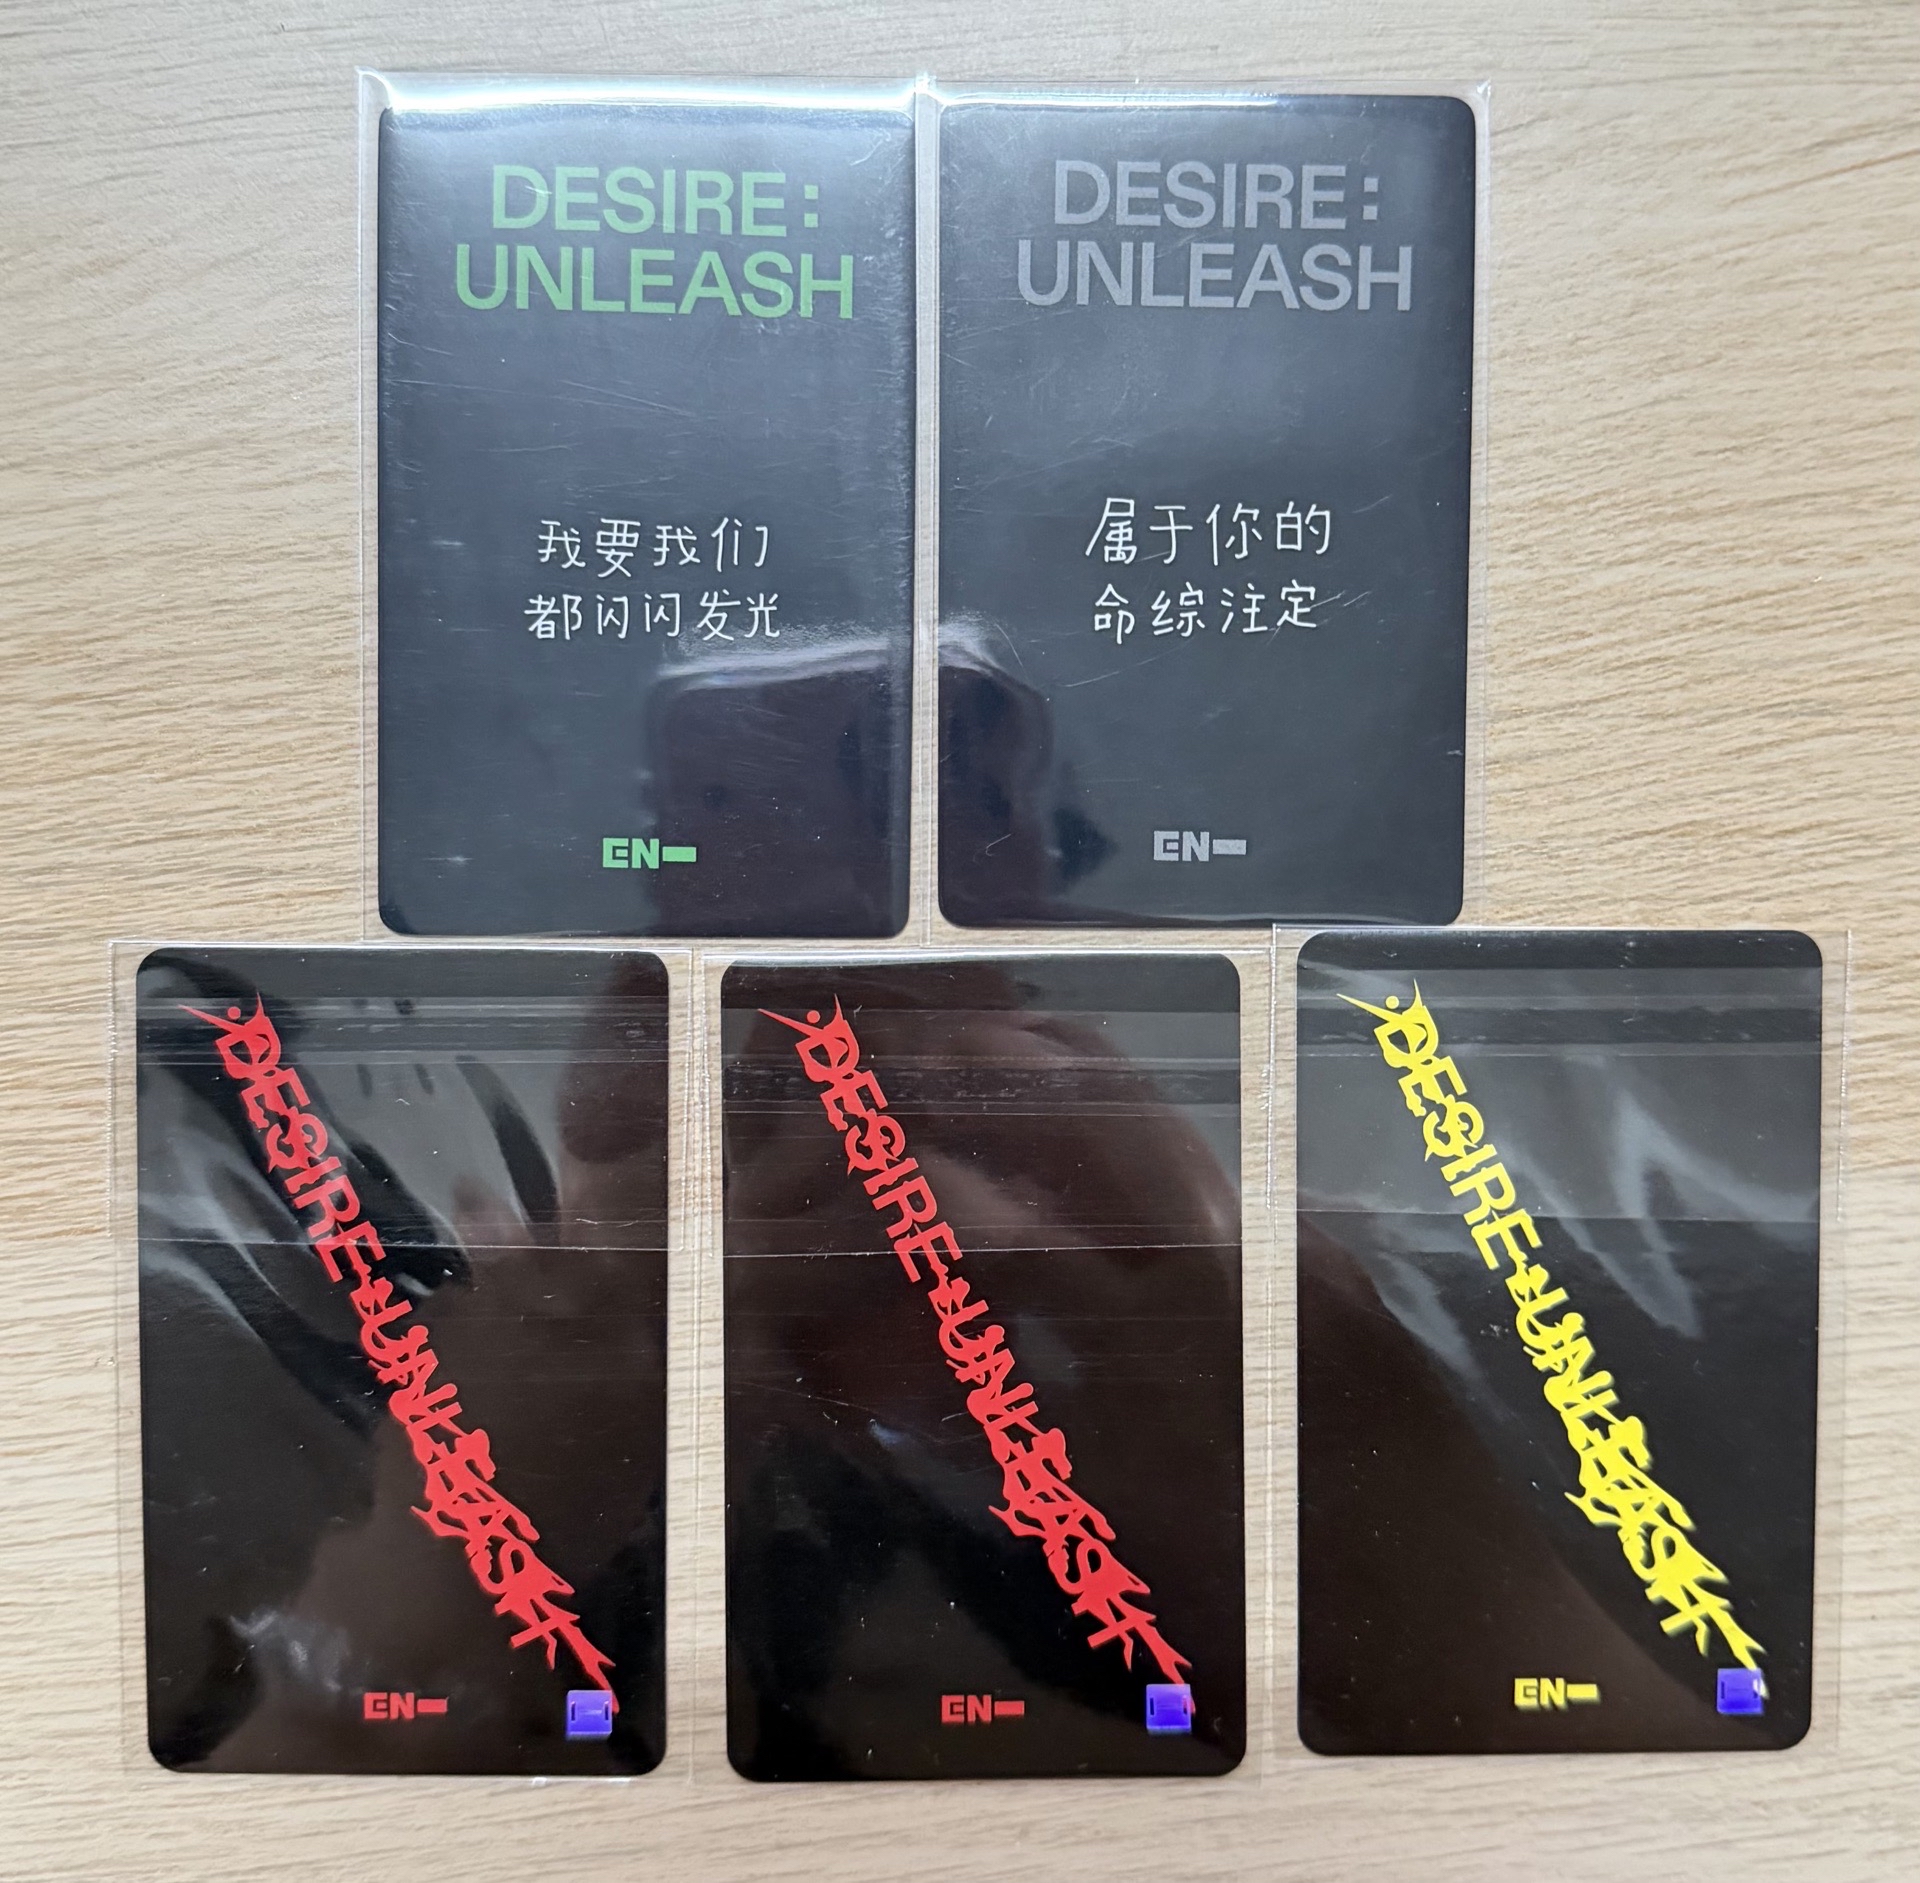 DESIRE:
UNLEASH
我要我们
都闪闪发光
EN-
DESIRE:
UNLEASH
属于你的
命综注定
EN-
DESIRE:UNLEASH
EN-
DESIRE:UNLEASH
EN-
DESIRE:UNLEASH
EN-